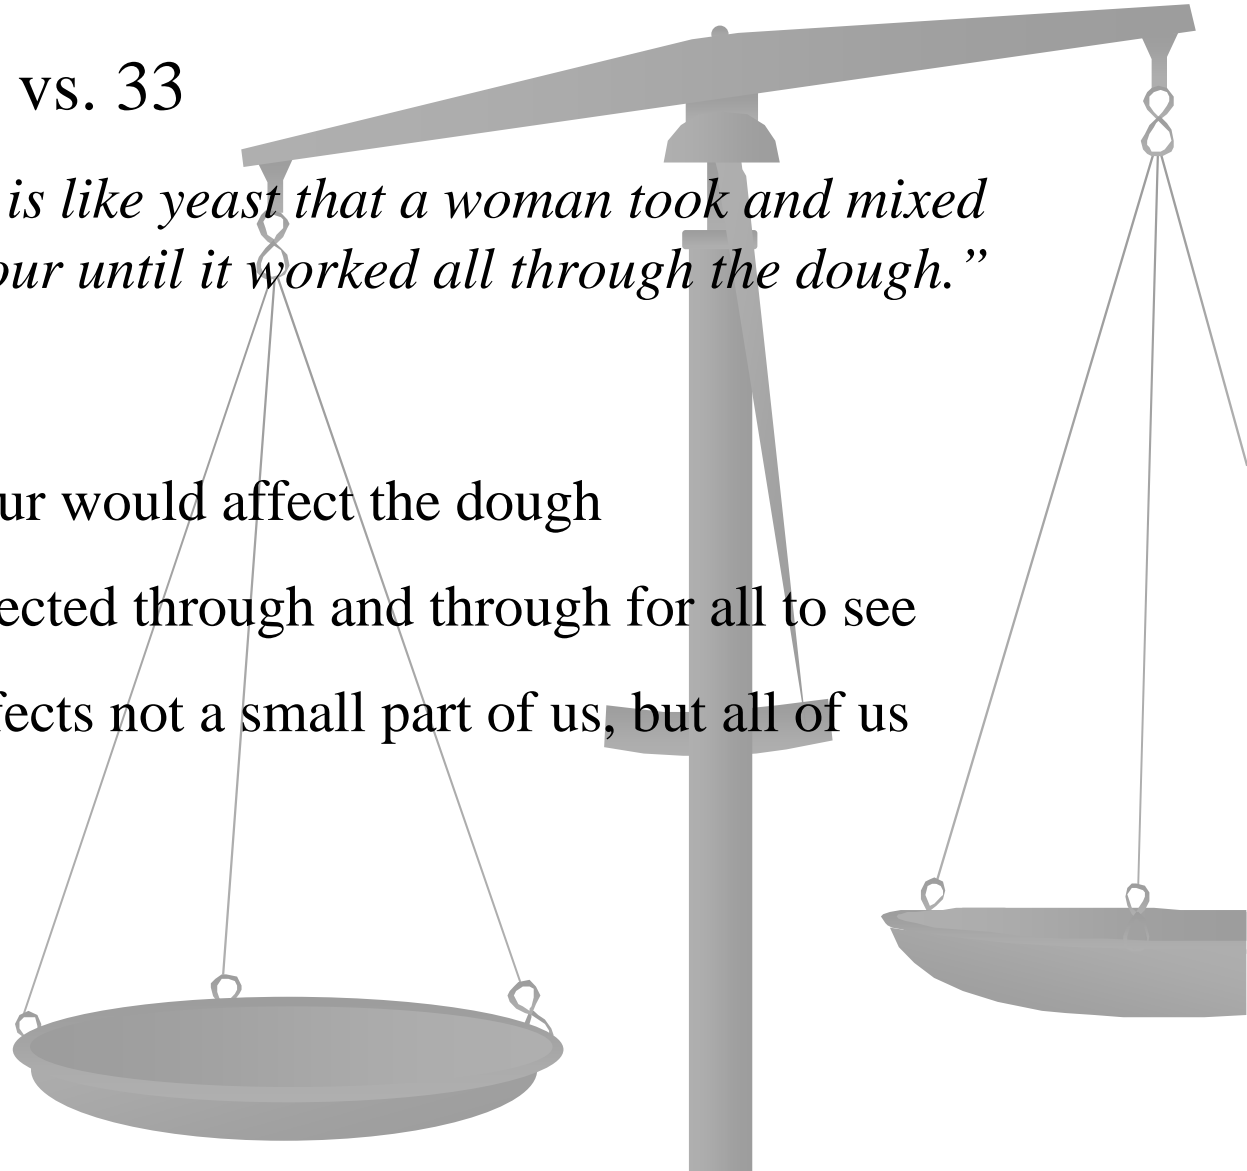 vs. 33
is like yeast that a woman took and mixed
our until it worked all through the dough.”
ur would affect the dough
ected through and through for all to see
fects not a small part of us, but all of us